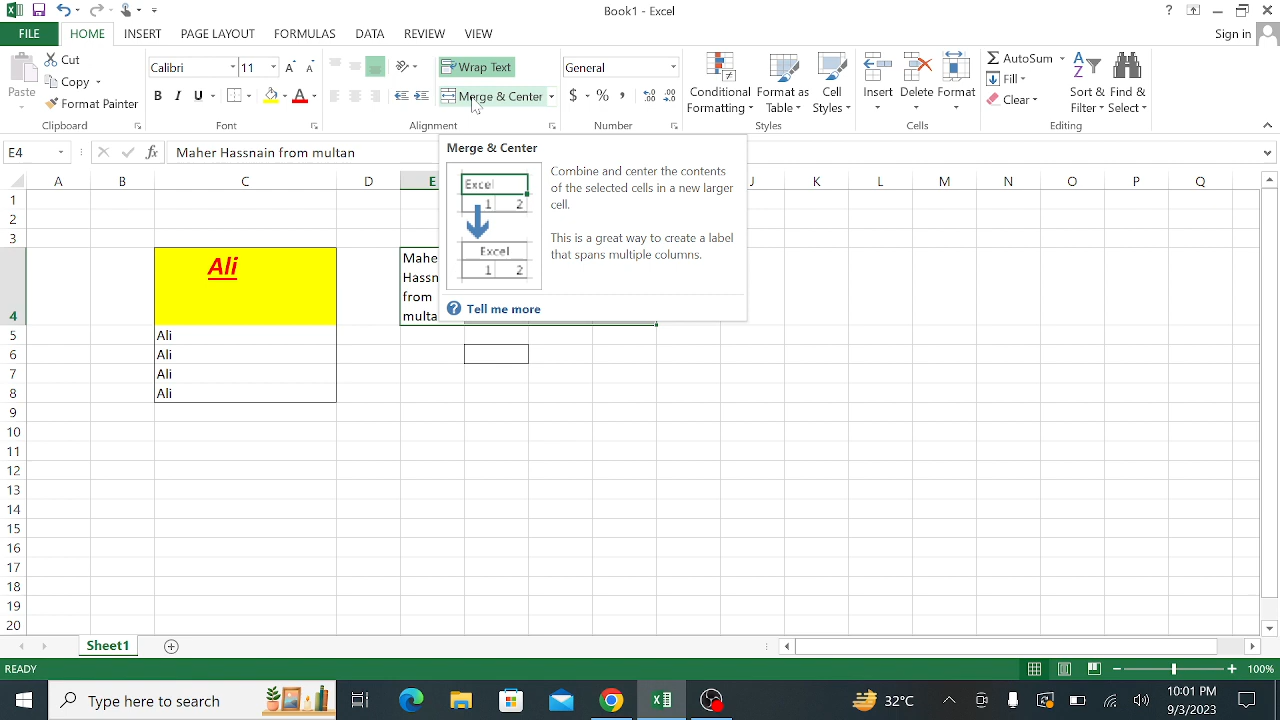 Book1 - Excel
Sign in
FILE HOME INSERT PAGE LAYOUT FORMULAS DATA REVIEW VIEW
Paste
Cut
Copy
Format Painter
Clipboard
Calibri 11
B I U
Font
Wrap Text
Merge & Center
Alignment
General
$ % ,
Number
Conditional Formatting
Format as Table
Cell Styles
Styles
Insert
Delete
Format
Cells
AutoSum
Fill
Clear
Sort & Filter
Find & Select
Editing
E4 fx Maher Hassnain from multan
Merge & Center
Excel
1 2
Excel
1 2
Combine and center the contents
of the selected cells in a new larger
cell.
This is a great way to create a label
that spans multiple columns.
Tell me more
A B C D E J K L M N O P Q
1
2
3
4
5
6
7
8
9
10
11
12
13
14
15
16
17
18
19
20
Ali
Maher
Hassn
from
multa
Ali
Ali
Ali
Ali
Sheet1
READY
100%
Type here to search
32°C
10:01 PM
9/3/2023